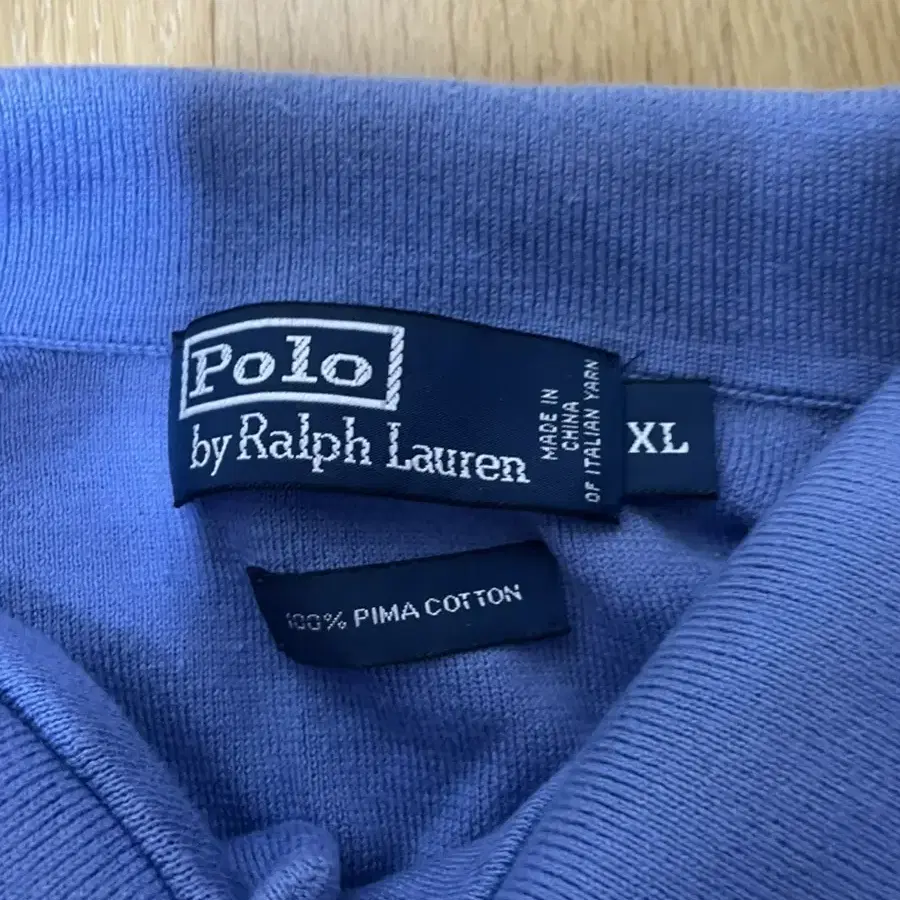 Polo
by Ralph Lauren
MADE IN
CHINA
OF ITALIAN YARN
XL
100% PIMA COTTON